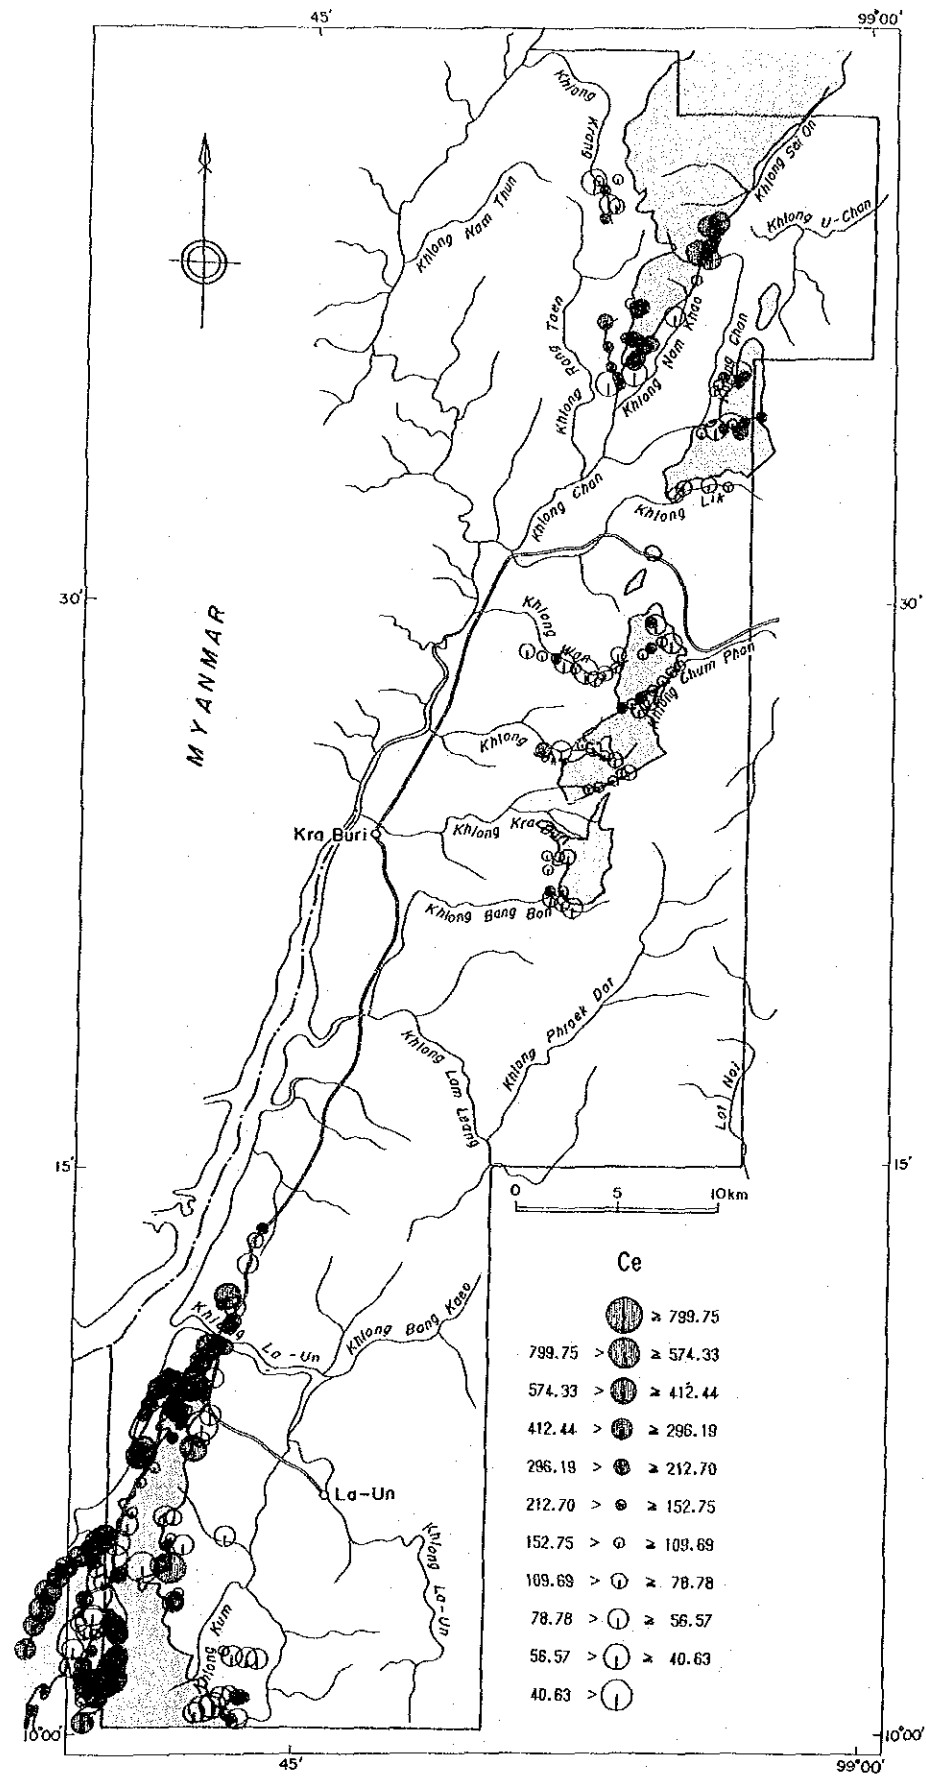 45'
99°00'
Khlong
Krang
Khlong Sai On
Khlong U-Chan
Khlong Nam Thun
Khlong Rang Taen
Khlong Nam Khao
Chan
Khlong Chan
Khlong Lik
30'
30'
Khlong Wan
Khlong Chum Phon
MYANMAR
Khlong
Kra Buri
Khlong Kra Buri
Khlong Bang Bon
Khlong Lam Leang
Khlong Phraek Dat
Lat Noi
15'
15'
0 5 10km
Ce
≥ 799.75
799.75 > ≥ 574.33
574.33 > ≥ 412.44
412.44 > ≥ 296.19
296.19 > ≥ 212.70
212.70 > ≥ 152.75
152.75 > ≥ 109.69
109.69 > ≥ 78.78
78.78 > ≥ 56.57
56.57 > ≥ 40.63
40.63 >
Khlong La-Un
Khlong Bang Kaeo
La-Un
Khlong La-Un
Khlong Kum
10°00'
10°00'
45'
99°00'